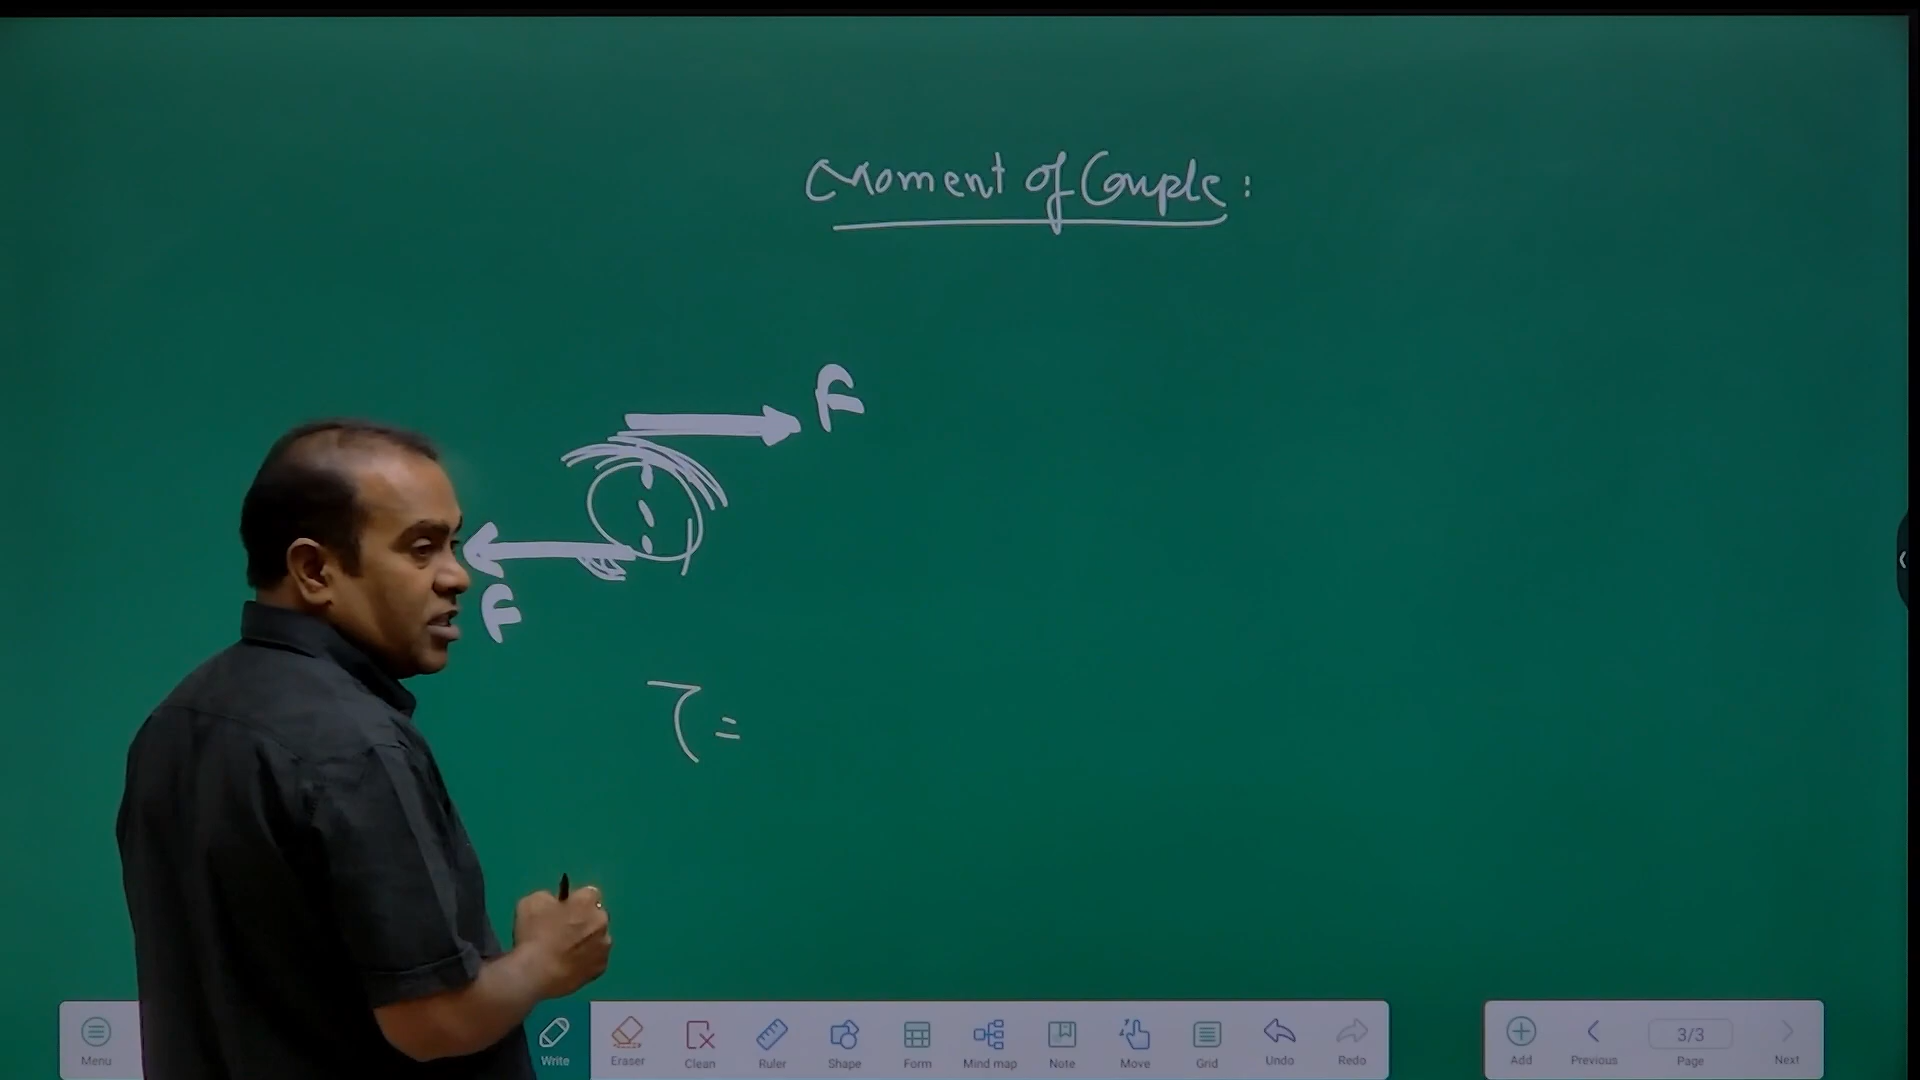 Moment of Couple:
F
F
τ =
Menu
Write
Eraser
Clean
Ruler
Shape
Form
Mind map
Note
Move
Grid
Undo
Redo
Add
Previous
3/3
Page
Next